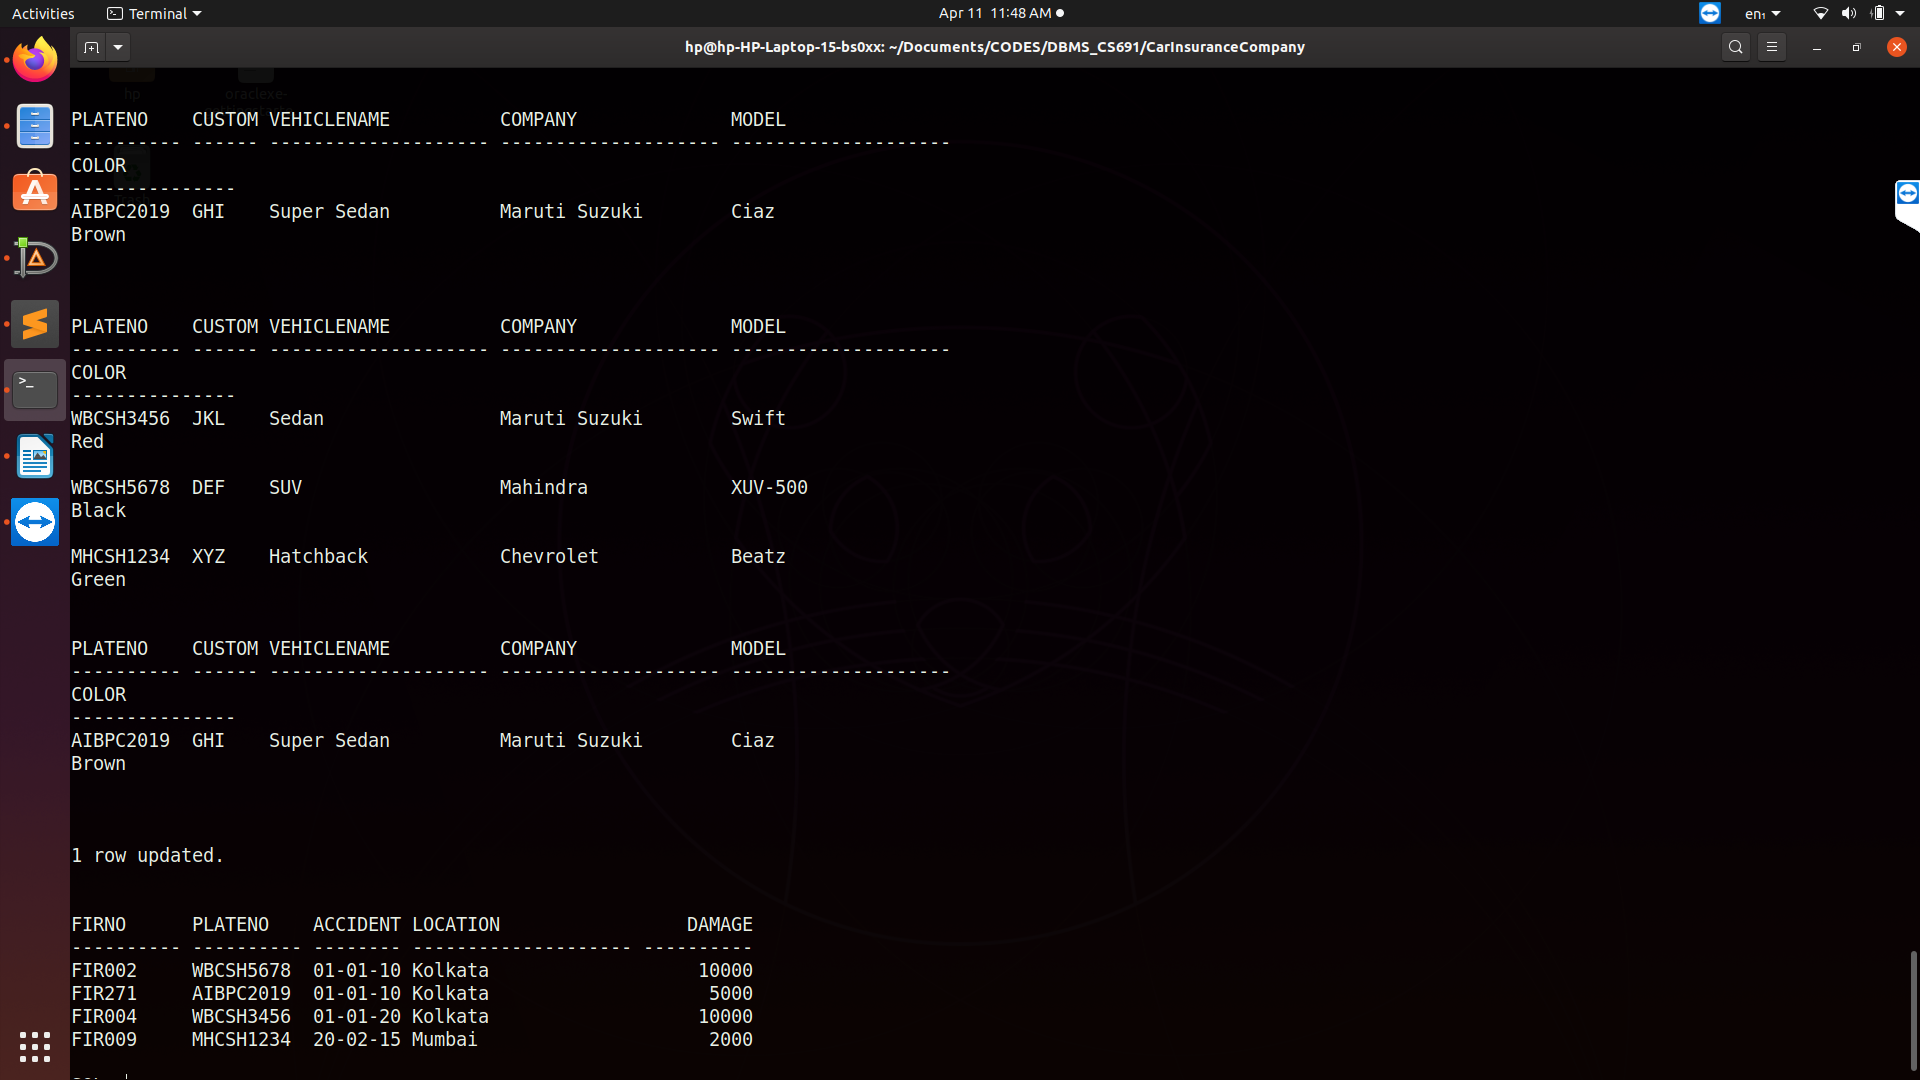 Activities
Terminal
Apr 11 11:48 AM
en₁
hp@hp-HP-Laptop-15-bs0xx: ~/Documents/CODES/DBMS_CS691/CarInsuranceCompany
hp
oraclexe-
PLATENO CUSTOM VEHICLENAME COMPANY MODEL
---------- ------ -------------------- -------------------- --------------------
COLOR
---------------
AIBPC2019 GHI Super Sedan Maruti Suzuki Ciaz
Brown
PLATENO CUSTOM VEHICLENAME COMPANY MODEL
---------- ------ -------------------- -------------------- --------------------
COLOR
---------------
WBCSH3456 JKL Sedan Maruti Suzuki Swift
Red
WBCSH5678 DEF SUV Mahindra XUV-500
Black
MHCSH1234 XYZ Hatchback Chevrolet Beatz
Green
PLATENO CUSTOM VEHICLENAME COMPANY MODEL
---------- ------ -------------------- -------------------- --------------------
COLOR
---------------
AIBPC2019 GHI Super Sedan Maruti Suzuki Ciaz
Brown
1 row updated.
FIRNO PLATENO ACCIDENT LOCATION DAMAGE
---------- ---------- -------- -------------------- ----------
FIR002 WBCSH5678 01-01-10 Kolkata 10000
FIR271 AIBPC2019 01-01-10 Kolkata 5000
FIR004 WBCSH3456 01-01-20 Kolkata 10000
FIR009 MHCSH1234 20-02-15 Mumbai 2000